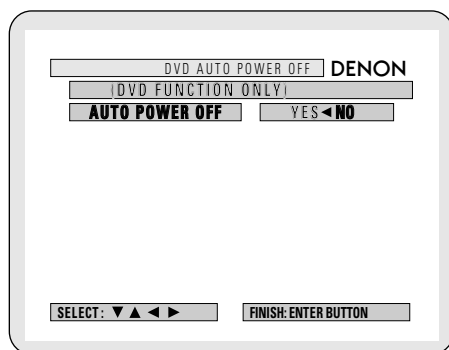 DVD AUTO POWER OFF DENON
(DVD FUNCTION ONLY)
AUTO POWER OFF YES◄NO
SELECT: ▼ ▲ ◄ ► FINISH: ENTER BUTTON